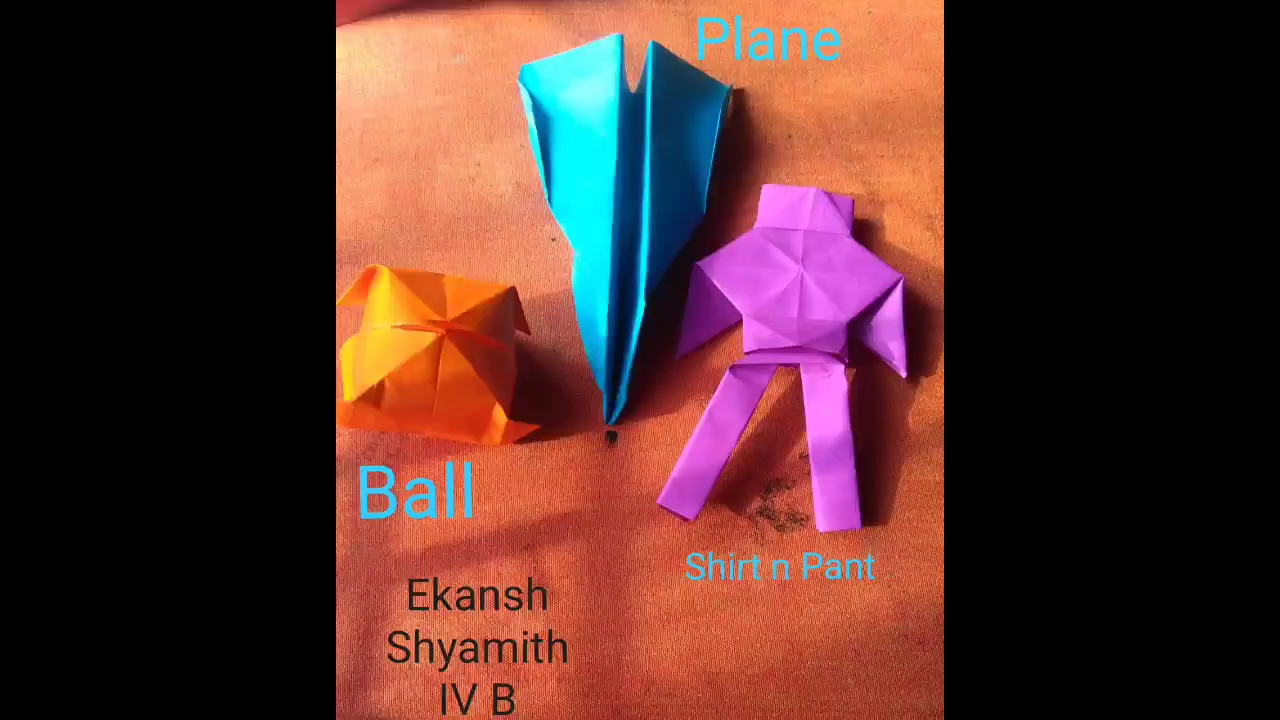 Plane
Ball
Shirt n Pant
Ekansh
Shyamith
IV B